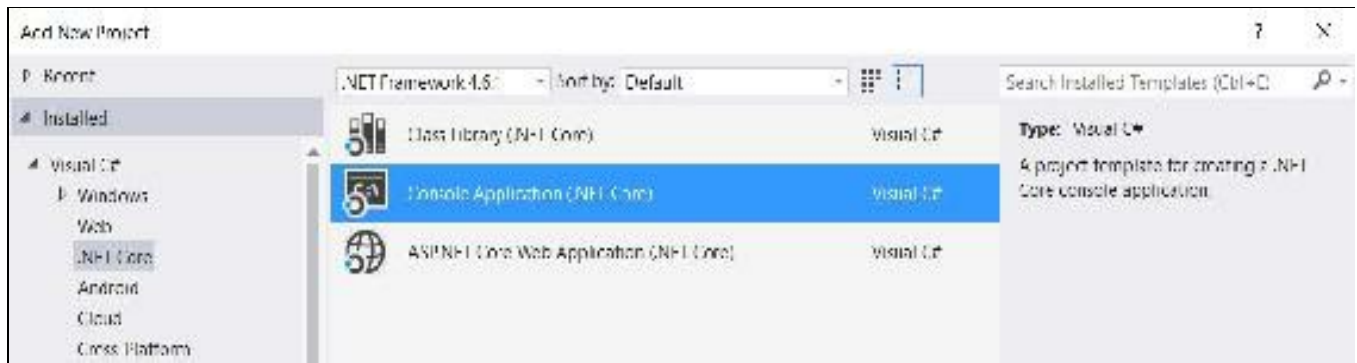 Add New Project
? ×
Recent
Installed
Visual C#
Windows
Web
.NET Core
Android
Cloud
Cross-Platform
.NET Framework 4.6.
Sort by: Default
Class Library (.NET Core) Visual C#
Console Application (.NET Core) Visual C#
ASP.NET Core Web Application (.NET Core) Visual C#
Search Installed Templates (Ctrl+E)
Type: Visual C#
A project template for creating a .NET
Core console application.